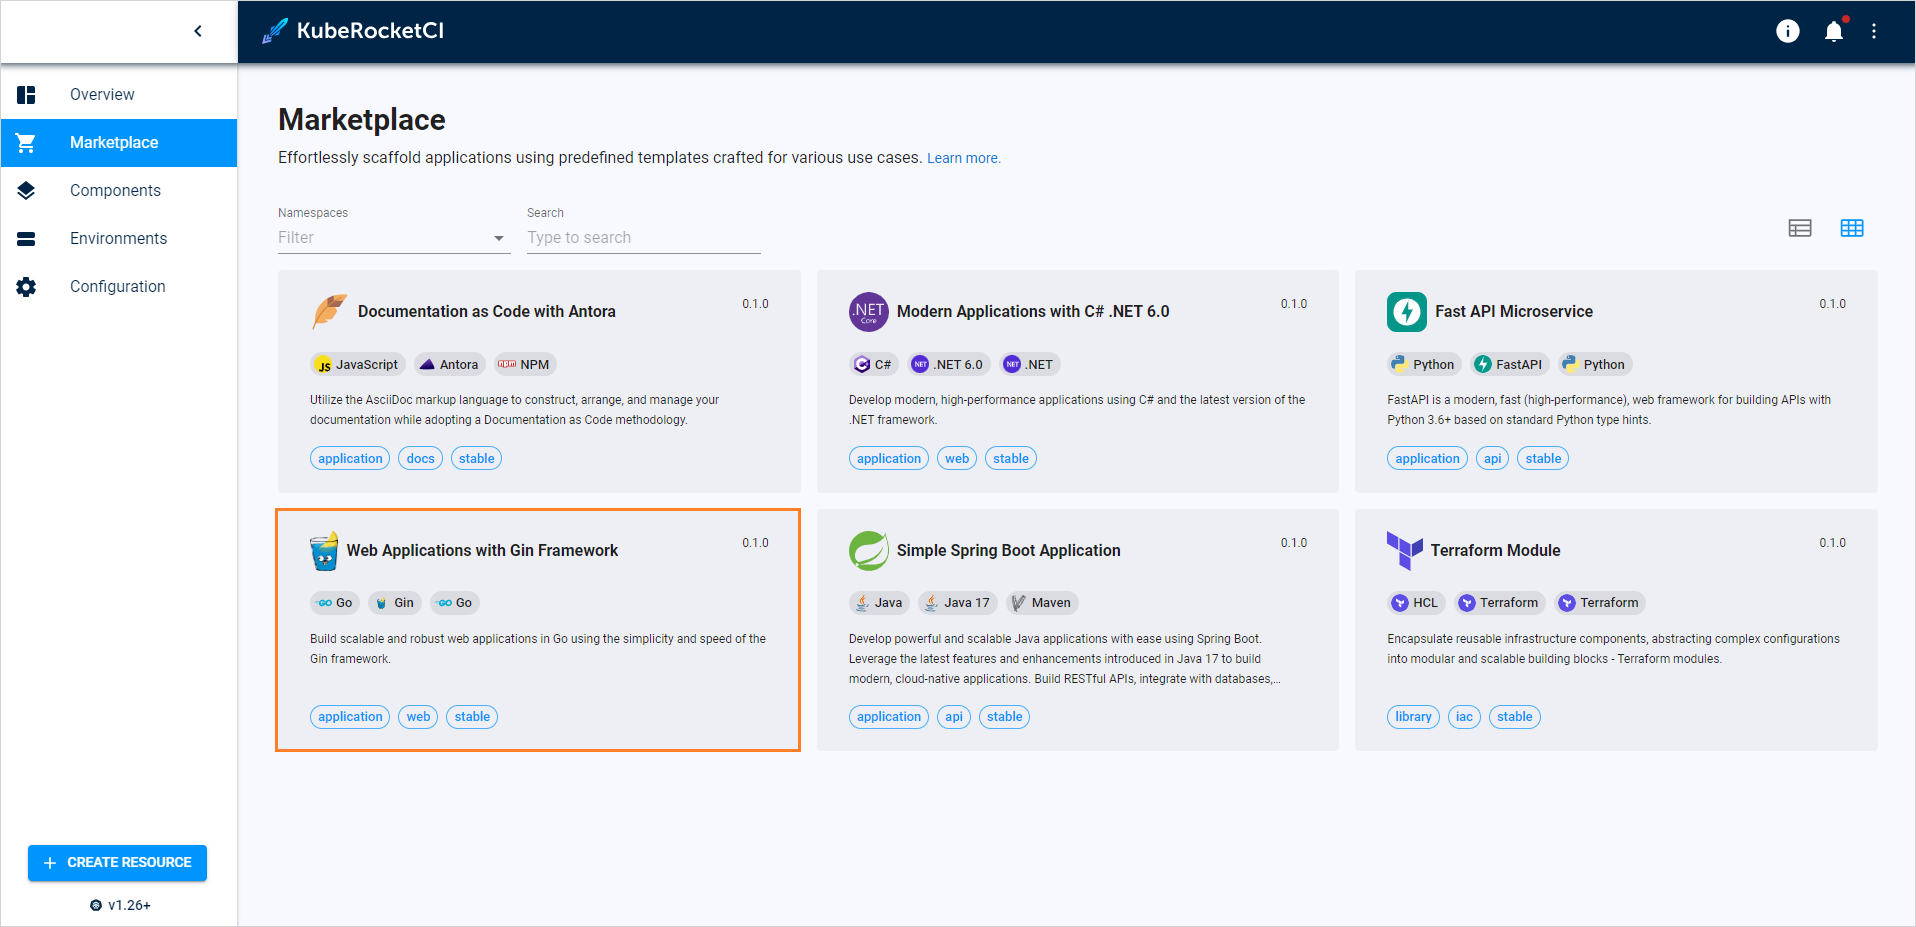 KubeRocketCI
Overview
Marketplace
Components
Environments
Configuration
CREATE RESOURCE
v1.26+
Marketplace
Effortlessly scaffold applications using predefined templates crafted for various use cases. Learn more.
Namespaces
Filter
Search
Type to search
Documentation as Code with Antora
0.1.0
JavaScript Antora NPM
Utilize the AsciiDoc markup language to construct, arrange, and manage your
documentation while adopting a Documentation as Code methodology.
application docs stable
.NET
Core
Modern Applications with C# .NET 6.0
0.1.0
C# .NET 6.0 .NET
Develop modern, high-performance applications using C# and the latest version of the
.NET framework.
application web stable
Fast API Microservice
0.1.0
Python FastAPI Python
FastAPI is a modern, fast (high-performance), web framework for building APIs with
Python 3.6+ based on standard Python type hints.
application api stable
Web Applications with Gin Framework
0.1.0
Go Gin Go
Build scalable and robust web applications in Go using the simplicity and speed of the
Gin framework.
application web stable
Simple Spring Boot Application
0.1.0
Java Java 17 Maven
Develop powerful and scalable Java applications with ease using Spring Boot.
Leverage the latest features and enhancements introduced in Java 17 to build
modern, cloud-native applications. Build RESTful APIs, integrate with databases,...
application api stable
Terraform Module
0.1.0
HCL Terraform Terraform
Encapsulate reusable infrastructure components, abstracting complex configurations
into modular and scalable building blocks - Terraform modules.
library iac stable